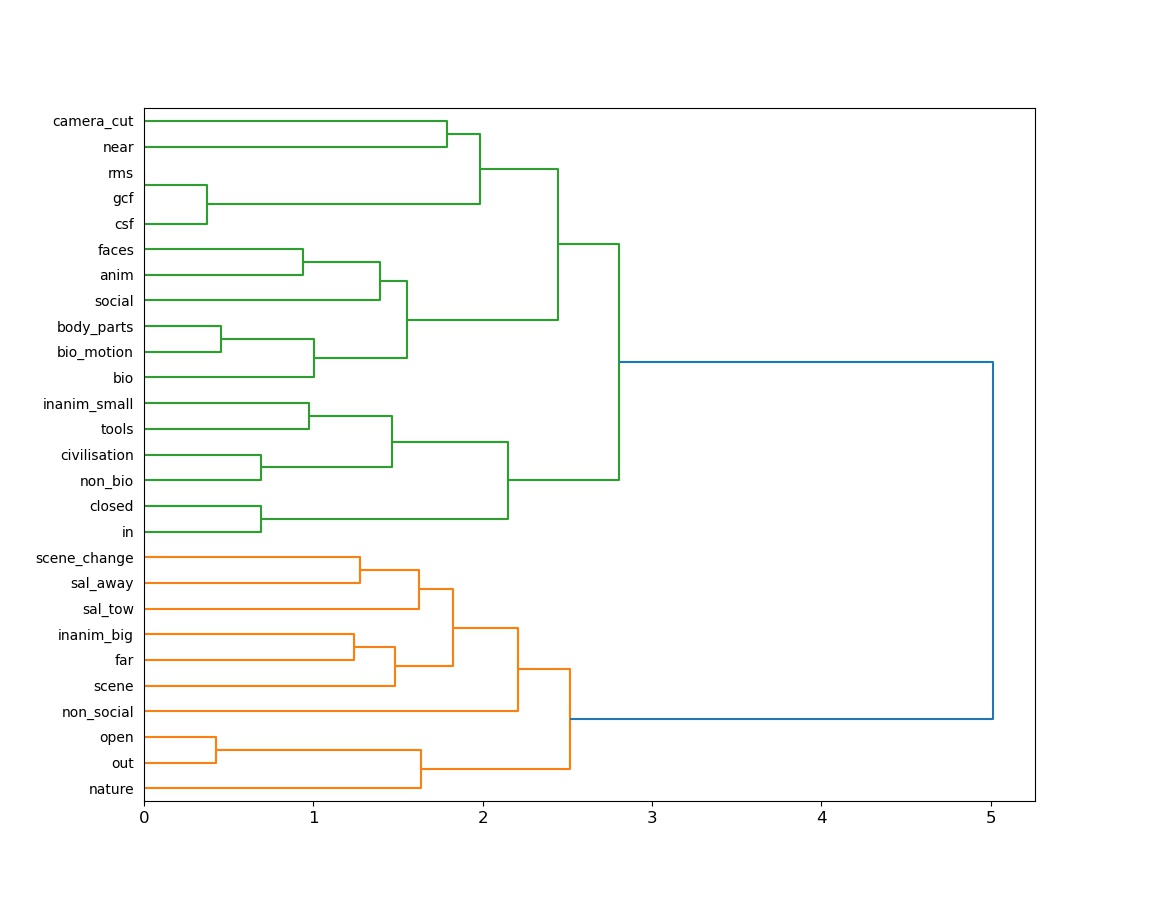 camera_cut
near
rms
gcf
csf
faces
anim
social
body_parts
bio_motion
bio
inanim_small
tools
civilisation
non_bio
closed
in
scene_change
sal_away
sal_tow
inanim_big
far
scene
non_social
open
out
nature
0 1 2 3 4 5